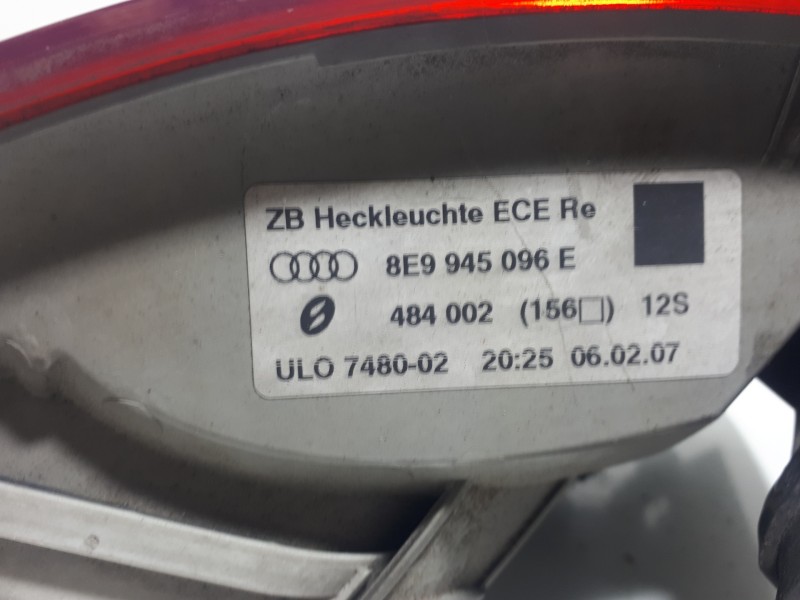 ZB Heckleuchte ECE Re
8E9 945 096 E
484 002 (156□) 12S
ULO 7480-02 20:25 06.02.07